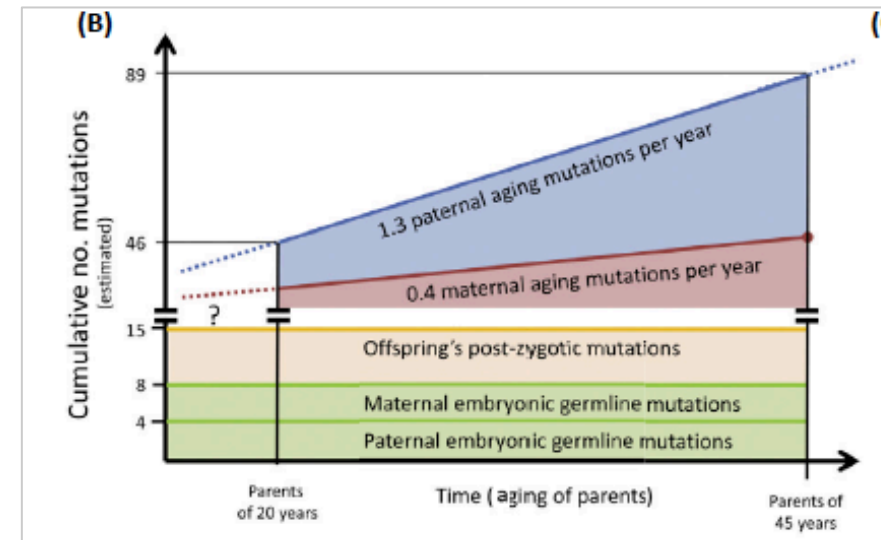 (B)
(
89
46
15
8
4
Cumulative no. mutations
(estimated)
1.3 paternal aging mutations per year
0.4 maternal aging mutations per year
?
Offspring's post-zygotic mutations
Maternal embryonic germline mutations
Paternal embryonic germline mutations
Parents
of 20 years
Time (aging of parents)
Parents of
45 years